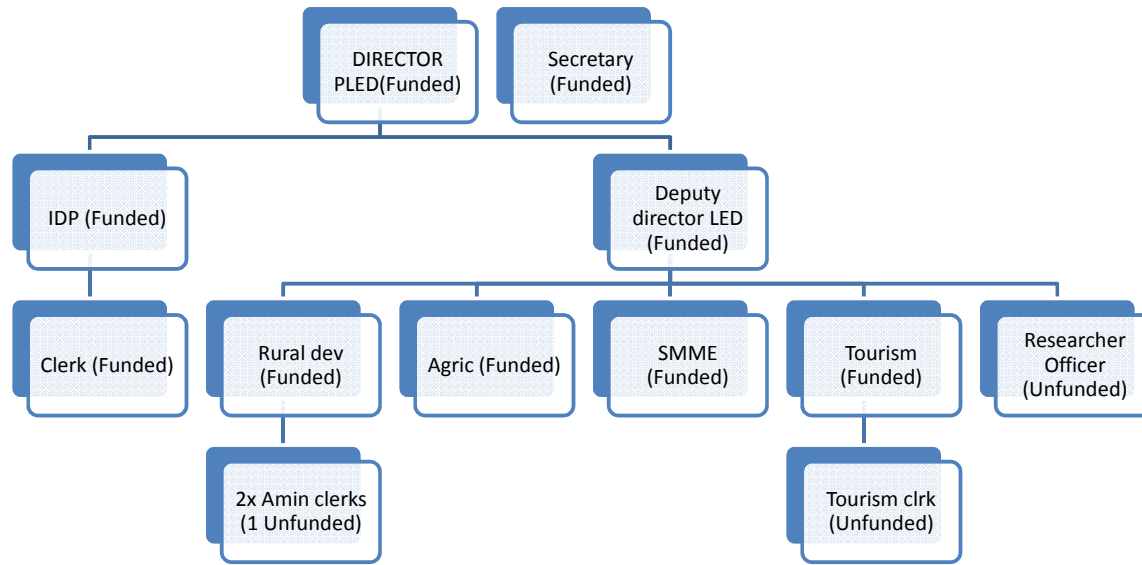 DIRECTOR
PLED(Funded)
Secretary
(Funded)
IDP (Funded)
Deputy
director LED
(Funded)
Clerk (Funded)
Rural dev
(Funded)
Agric (Funded)
SMME
(Funded)
Tourism
(Funded)
Researcher
Officer
(Unfunded)
2x Amin clerks
(1 Unfunded)
Tourism clrk
(Unfunded)